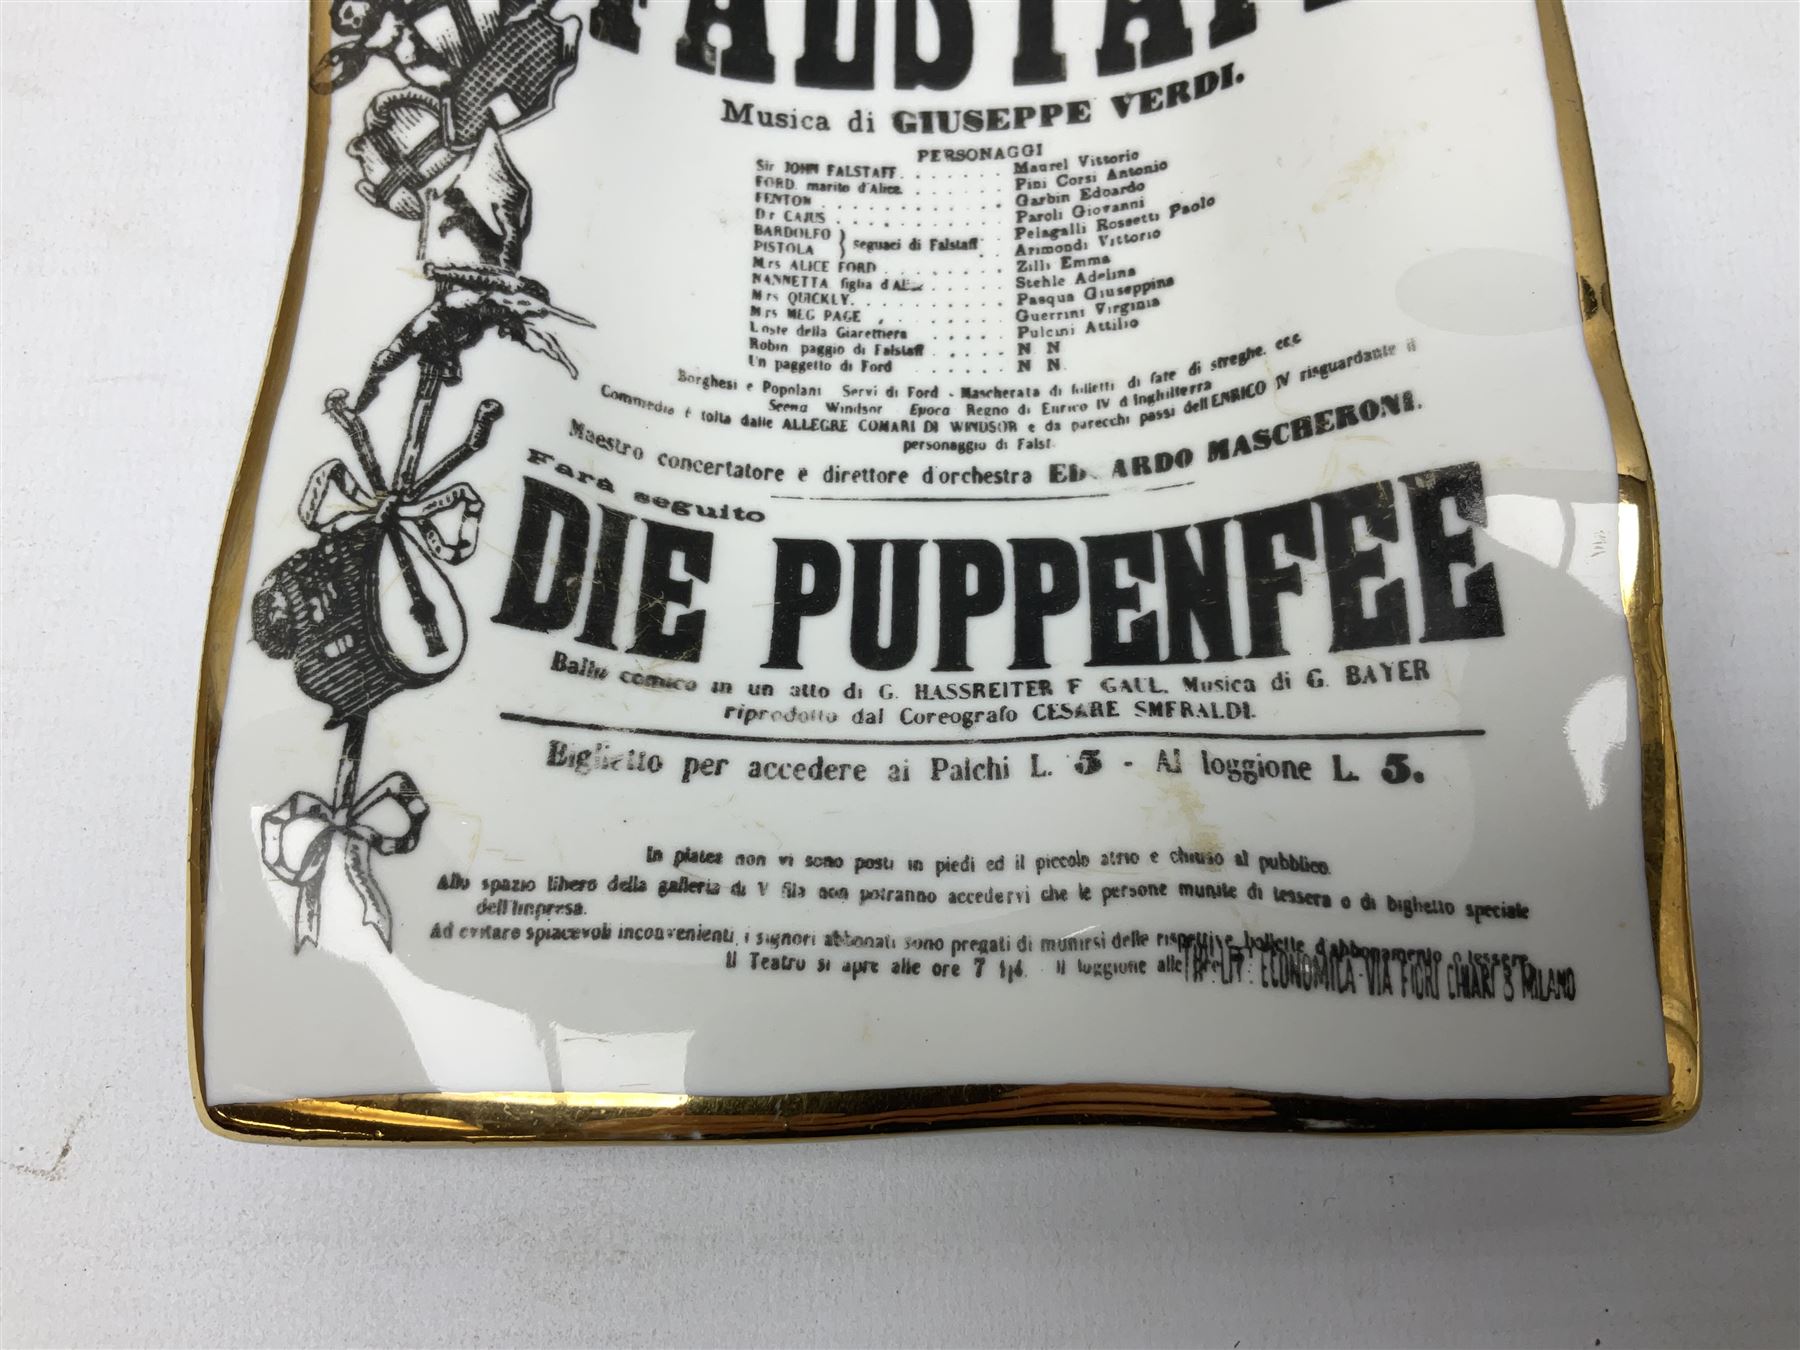 FALSTAFF
Musica di GIUSEPPE VERDI.
PERSONAGGI
Sir JOHN FALSTAFF. . . . . . . Maurel Vittorio
FORD, marito d'Alice. . . . . . . Pini Corsi Antonio
FENTON . . . . . . . . . . . . Garbin Edoardo
Dr CAJUS . . . . . . . . . . . Paroli Giovanni
BARDOLFO } seguaci di Falstaff . . Pelagalli Rossetti Paolo
PISTOLA } . . Arimondi Vittorio
Mrs ALICE FORD . . . . . . . . Zilli Emma
NANNETTA figlia d'Alice . . . . . Stehle Adelina
Mrs QUICKLY. . . . . . . . . . Pasqua Giuseppina
Mrs MEG PAGE , . . . . . . . Guerrini Virginia
L'oste della Giarettiera . . . . . Pulcini Attilio
Robin paggio di Falstaff . . . . . N N
Un paggetto di Ford . . . . . N N.
Borghesi e Popolani Servi di Ford - Mascherata di folletti di fate di streghe. ecc
Scena Windsor Epoca Regno di Enrico IV d Inghilterra
Commedia è tolta dalle ALLEGRE COMARI DI WINDSOR e da parecchi passi dell'ENRICO IV risguardante il
personaggio di Falst
Maestro concertatore e direttore d'orchestra ED ARDO MASCHERONI.
Farà seguito
DIE PUPPENFEE
Ballo comico in un atto di G. HASSREITER F GAUL. Musica di G. BAYER
riprodotto dal Coreografo CESARE SMERALDI.
Biglietto per accedere ai Palchi L. 5 - Al loggione L. 5.
In platea non vi sono posti in piedi ed il piccolo atrio e chiuso al pubblico.
Allo spazio libero della galleria di V fila non potranno accedervi che le persone munite di tessera o di biglietto speciale
dell'Impresa.
Ad evitare spiacevoli inconvenienti, i signori abbonati sono pregati di munirsi delle rispettive bollette d'abbonamento o tessere
Il Teatro si apre alle ore 7 1|4. Il loggione alle
ECONOMICA VIA FIORI CHIARI 3 MILANO